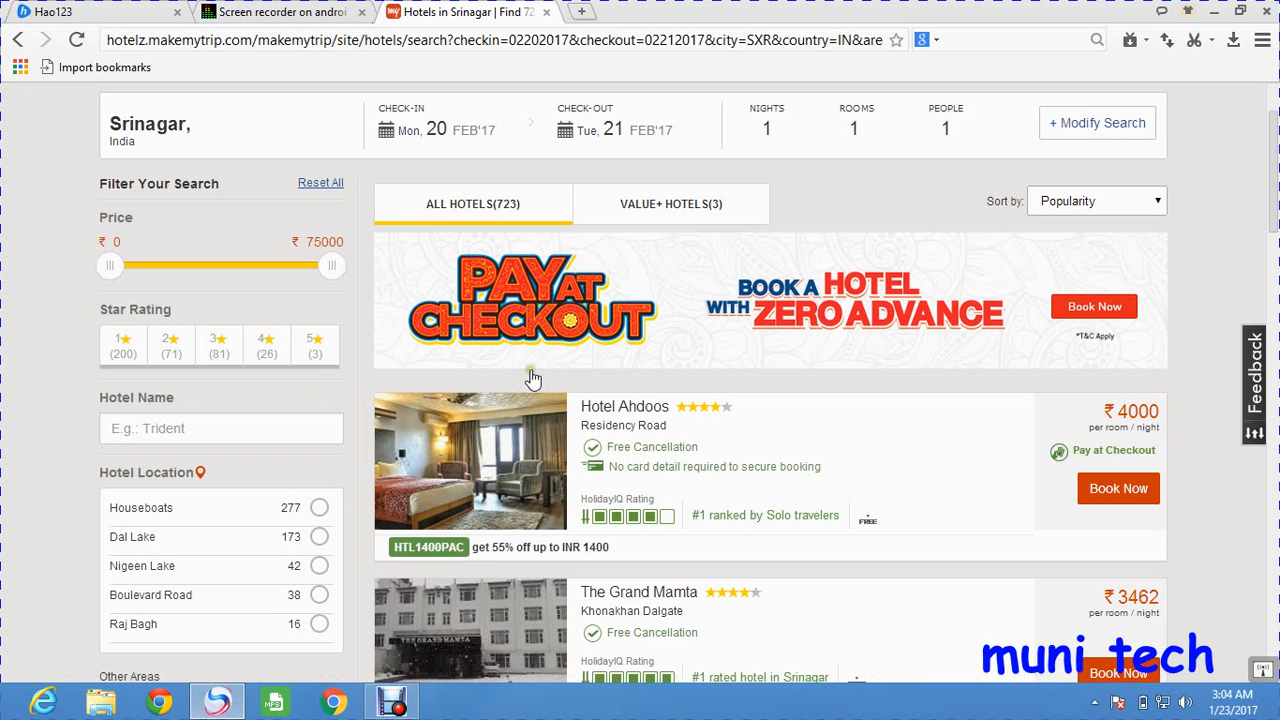 Hao123
Screen recorder on androi
Hotels in Srinagar | Find 72
hotelz.makemytrip.com/makemytrip/site/hotels/search?checkin=02202017&checkout=02212017&city=SXR&country=IN&are
Import bookmarks
Srinagar,
India
CHECK-IN
Mon, 20 FEB'17
CHECK-OUT
Tue, 21 FEB'17
NIGHTS
1
ROOMS
1
PEOPLE
1
+ Modify Search
Filter Your Search
Reset All
Price
₹ 0
₹ 75000
Star Rating
1★ 2★ 3★ 4★ 5★
(200) (71) (81) (26) (3)
Hotel Name
E.g.: Trident
Hotel Location
Houseboats 277
Dal Lake 173
Nigeen Lake 42
Boulevard Road 38
Raj Bagh 16
Other Areas
ALL HOTELS(723)
VALUE+ HOTELS(3)
Sort by: Popularity
PAY AT
CHECKOUT
BOOK A HOTEL
WITH ZERO ADVANCE
Book Now
*T&C Apply
Feedback
Hotel Ahdoos
Residency Road
Free Cancellation
No card detail required to secure booking
HolidayIQ Rating
#1 ranked by Solo travelers
FREE
₹ 4000
per room / night
Pay at Checkout
Book Now
HTL1400PAC get 55% off up to INR 1400
THE GRAND MAMTA
The Grand Mamta
Khonakhan Dalgate
Free Cancellation
HolidayIQ Rating
#1 rated hotel in Srinagar
₹ 3462
per room / night
Book Now
muni tech
MP3
3:04 AM
1/23/2017